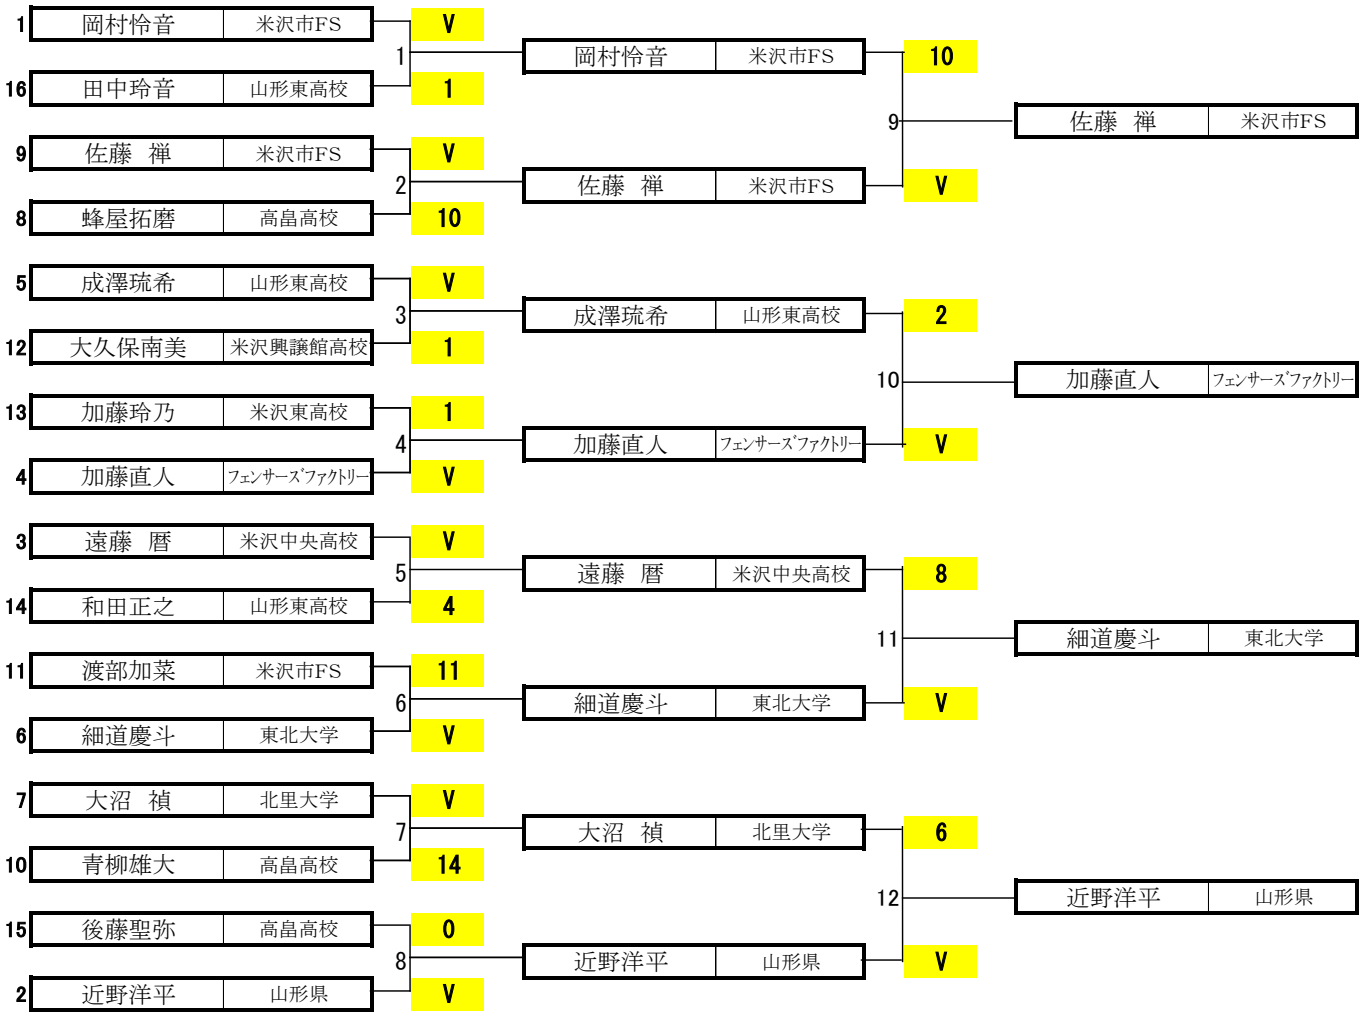 1 岡村怜音 米沢市FS V
1 岡村怜音 米沢市FS 10
16 田中玲音 山形東高校 1
9 佐藤 禅 米沢市FS
9 佐藤 禅 米沢市FS V
2 佐藤 禅 米沢市FS V
8 蜂屋拓磨 高畠高校 10
5 成澤琉希 山形東高校 V
3 成澤琉希 山形東高校 2
12 大久保南美 米沢興譲館高校 1
10 加藤直人 フェンサーズファクトリー
13 加藤玲乃 米沢東高校 1
4 加藤直人 フェンサーズファクトリー V
4 加藤直人 フェンサーズファクトリー V
3 遠藤 暦 米沢中央高校 V
5 遠藤 暦 米沢中央高校 8
14 和田正之 山形東高校 4
11 細道慶斗 東北大学
11 渡部加菜 米沢市FS 11
6 細道慶斗 東北大学 V
6 細道慶斗 東北大学 V
7 大沼 禎 北里大学 V
7 大沼 禎 北里大学 6
10 青柳雄大 高畠高校 14
12 近野洋平 山形県
15 後藤聖弥 高畠高校 0
8 近野洋平 山形県 V
2 近野洋平 山形県 V